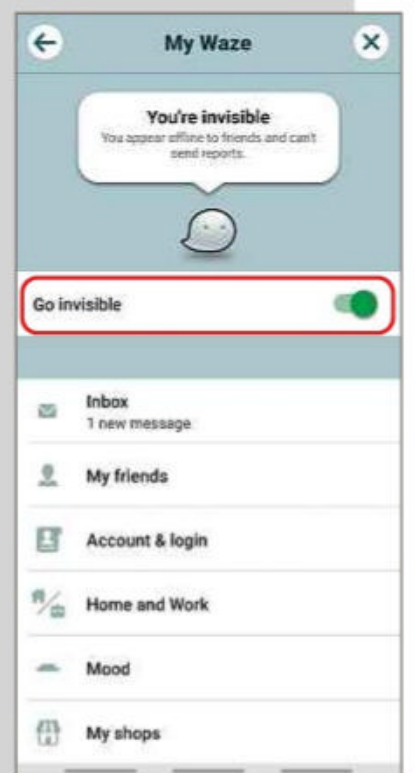 My Waze
You're invisible
You appear offline to friends and can't
send reports.
Go invisible
Inbox
1 new message
My friends
Account & login
Home and Work
Mood
My shops